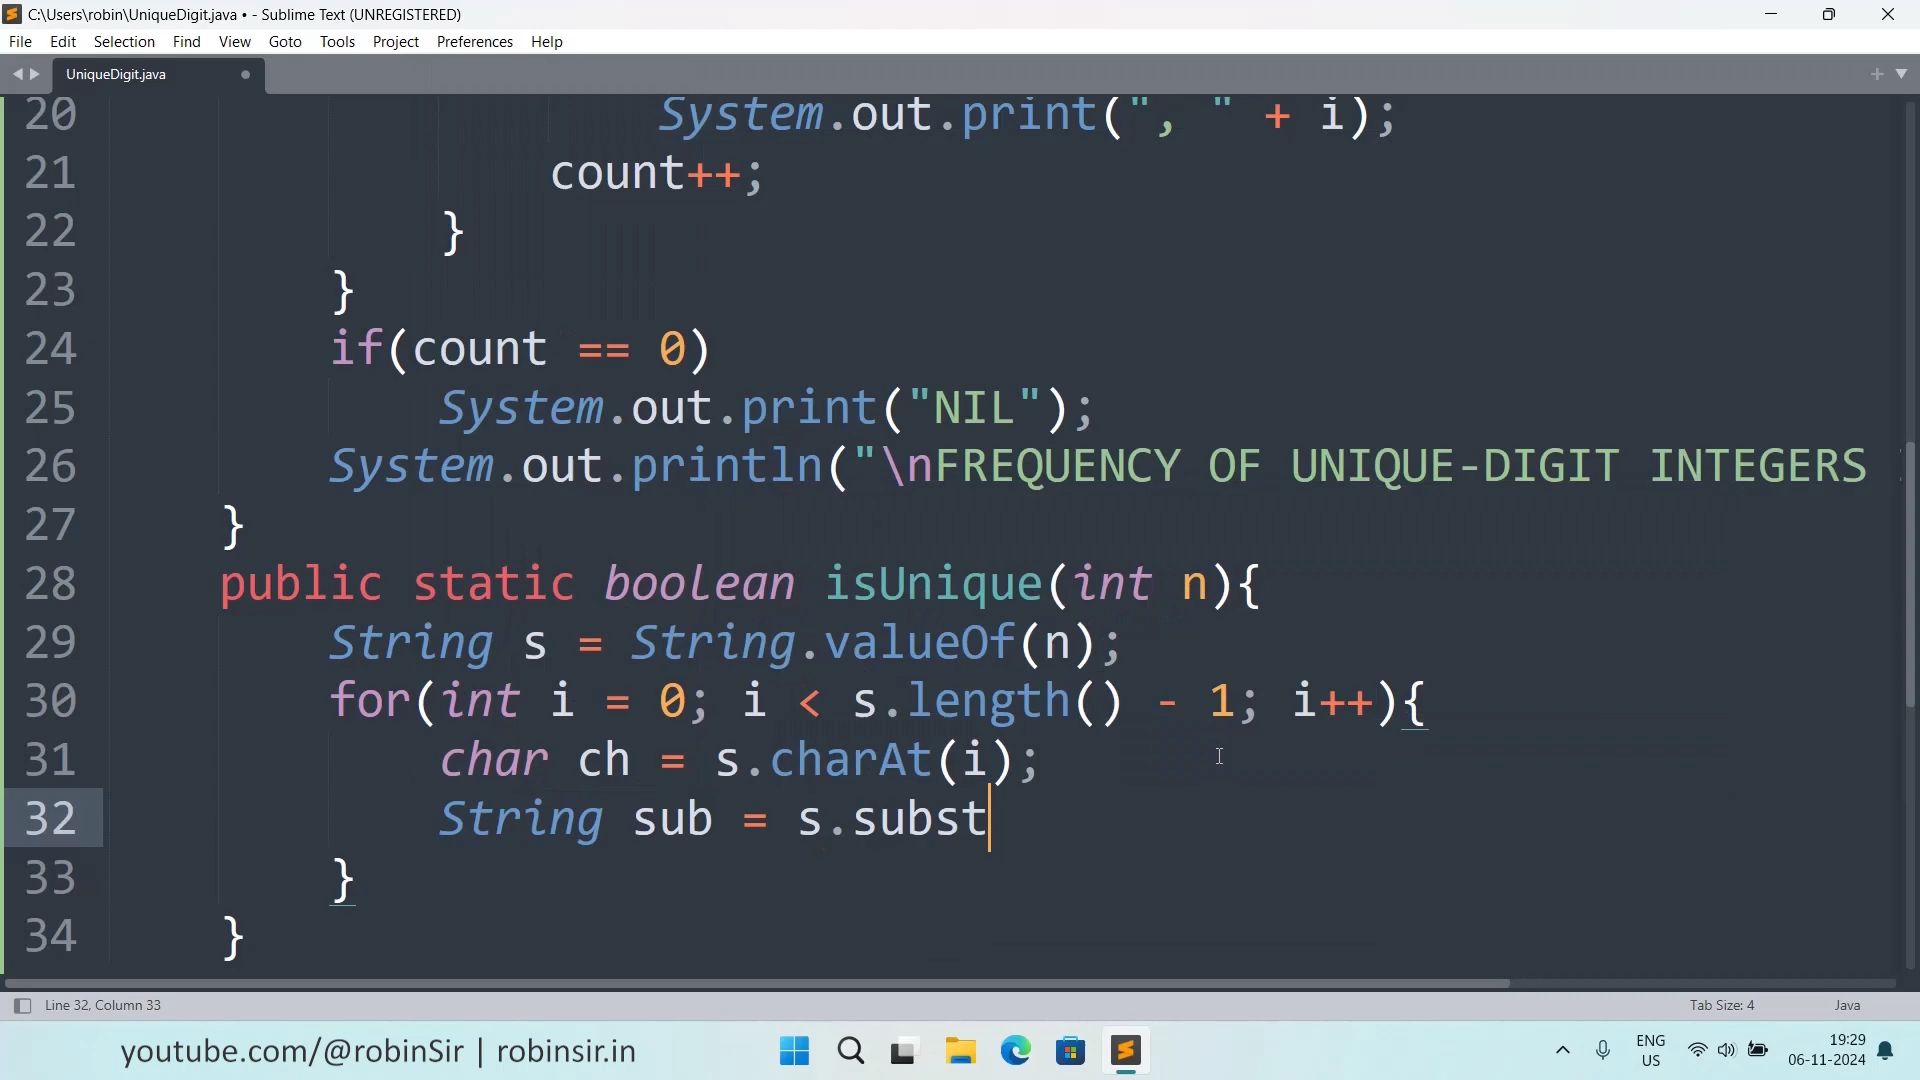 C:\Users\robin\UniqueDigit.java • - Sublime Text (UNREGISTERED)
File Edit Selection Find View Goto Tools Project Preferences Help
UniqueDigit.java
20 System.out.print(", " + i);
21 count++;
22 }
23 }
24 if(count == 0)
25 System.out.print("NIL");
26 System.out.println("\nFREQUENCY OF UNIQUE-DIGIT INTEGERS
27 }
28 public static boolean isUnique(int n){
29 String s = String.valueOf(n);
30 for(int i = 0; i < s.length() - 1; i++){
31 char ch = s.charAt(i);
32 String sub = s.subst
33 }
34 }
Line 32, Column 33 Tab Size: 4 Java
youtube.com/@robinSir | robinsir.in
ENG
US
19:29
06-11-2024